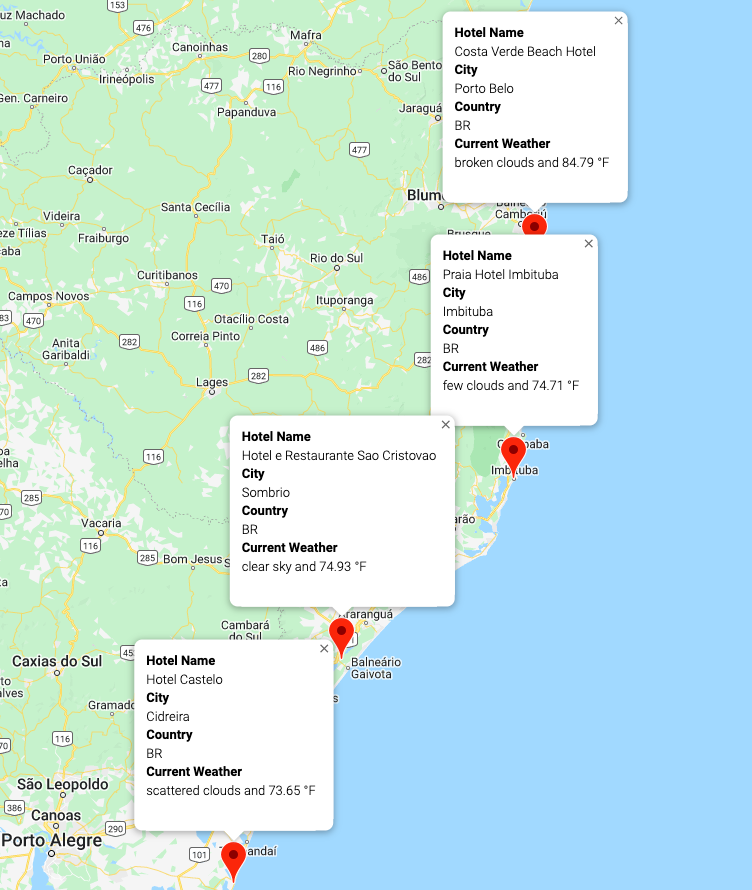 153
uz Machado
476
Porto União
Irineópolis
Canoinhas
280
Mafra
Rio Negrinho
São Bento
do Sul
477
116
Papanduva
Jaraguá
Gen. Carneiro
477
Caçador
Santa Cecília
Blum
Videira
eze Tílias
Fraiburgo
caba
Taió
Rio do Sul
Curitibanos
470
486
Campos Novos
116
Ituporanga
83
470
Otacílio Costa
Anita
Garibaldi
282
Correia Pinto
486
282
282
Lages
116
285
Vacaria
116
285
Bom Jesus
Hotel Name
Costa Verde Beach Hotel
City
Porto Belo
Country
BR
Current Weather
broken clouds and 84.79 °F
Camboriú
Brusque
Hotel Name
Praia Hotel Imbituba
City
Imbituba
Country
BR
Current Weather
few clouds and 74.71 °F
Imbituba
arão
Hotel Name
Hotel e Restaurante Sao Cristovao
City
Sombrio
Country
BR
Current Weather
clear sky and 74.93 °F
Araranguá
Cambará
do Sul
Balneário
Gaivota
Caxias do Sul
Gramado
116
Hotel Name
Hotel Castelo
City
Cidreira
Country
BR
Current Weather
scattered clouds and 73.65 °F
São Leopoldo
386
Canoas
290
Porto Alegre
101
andaí